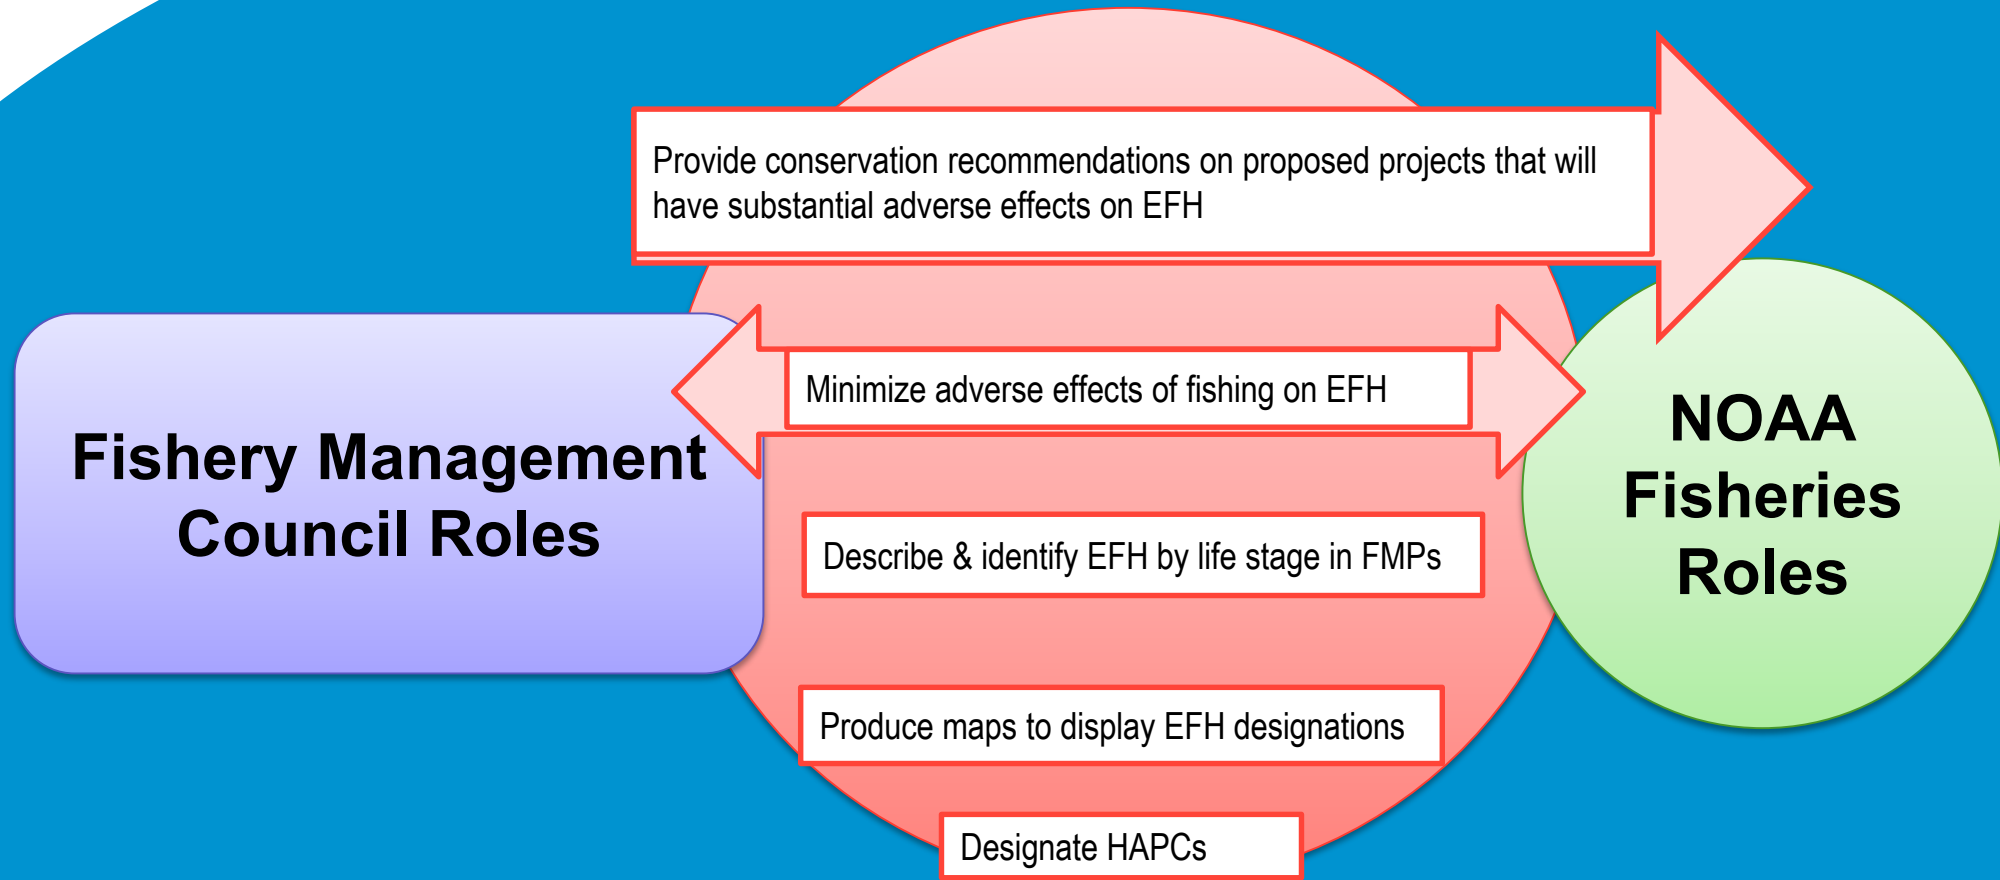 Provide conservation recommendations on proposed projects that will
have substantial adverse effects on EFH
Minimize adverse effects of fishing on EFH
Fishery Management
Council Roles
NOAA
Fisheries
Roles
Describe & identify EFH by life stage in FMPs
Produce maps to display EFH designations
Designate HAPCs